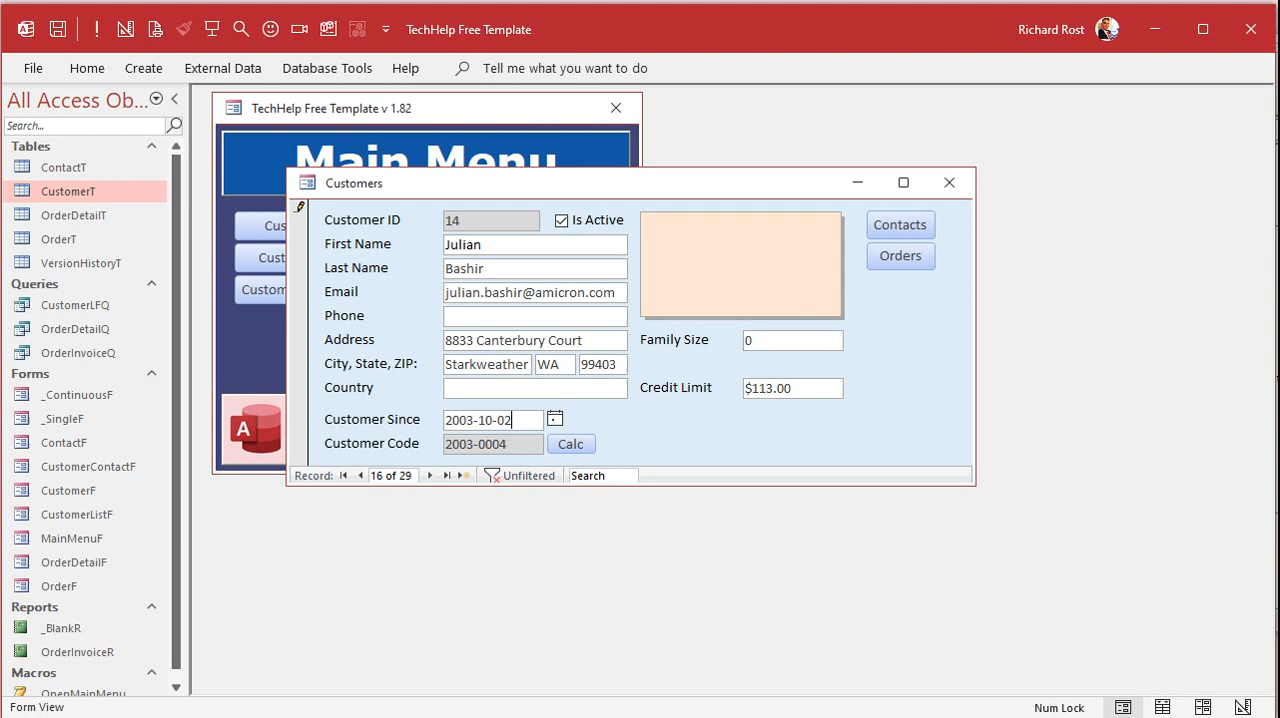 TechHelp Free Template
Richard Rost
File Home Create External Data Database Tools Help Tell me what you want to do
All Access Ob...
Search...
Tables
ContactT
CustomerT
OrderDetailT
OrderT
VersionHistoryT
Queries
CustomerLFQ
OrderDetailQ
OrderInvoiceQ
Forms
_ContinuousF
_SingleF
ContactF
CustomerContactF
CustomerF
CustomerListF
MainMenuF
OrderDetailF
OrderF
Reports
_BlankR
OrderInvoiceR
Macros
OpenMainMenu
TechHelp Free Template v 1.82
Main Menu
Cus
Cust
Custom
A
Customers
Customer ID 14 Is Active
First Name Julian
Last Name Bashir
Email julian.bashir@amicron.com
Phone
Address 8833 Canterbury Court
City, State, ZIP: Starkweather WA 99403
Country
Customer Since 2003-10-02
Customer Code 2003-0004 Calc
Family Size 0
Credit Limit $113.00
Contacts
Orders
Record: 16 of 29 Unfiltered Search
Form View
Num Lock